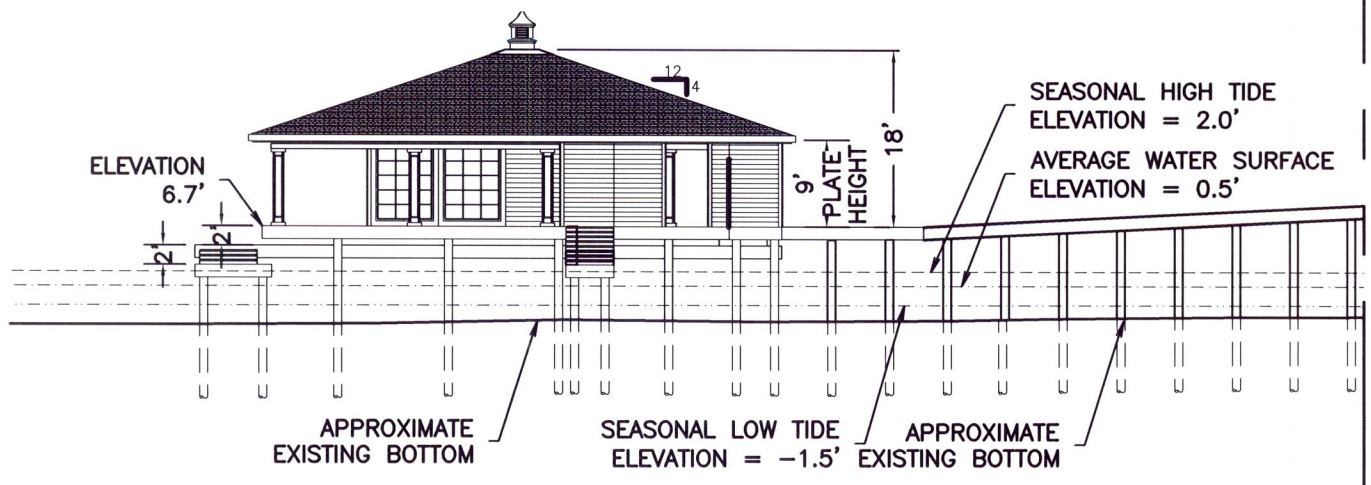 12
4
18'
9'
PLATE
HEIGHT
SEASONAL HIGH TIDE
ELEVATION = 2.0'
AVERAGE WATER SURFACE
ELEVATION = 0.5'
ELEVATION
6.7'
2'
2'
APPROXIMATE
EXISTING BOTTOM
SEASONAL LOW TIDE
ELEVATION = -1.5'
APPROXIMATE
EXISTING BOTTOM